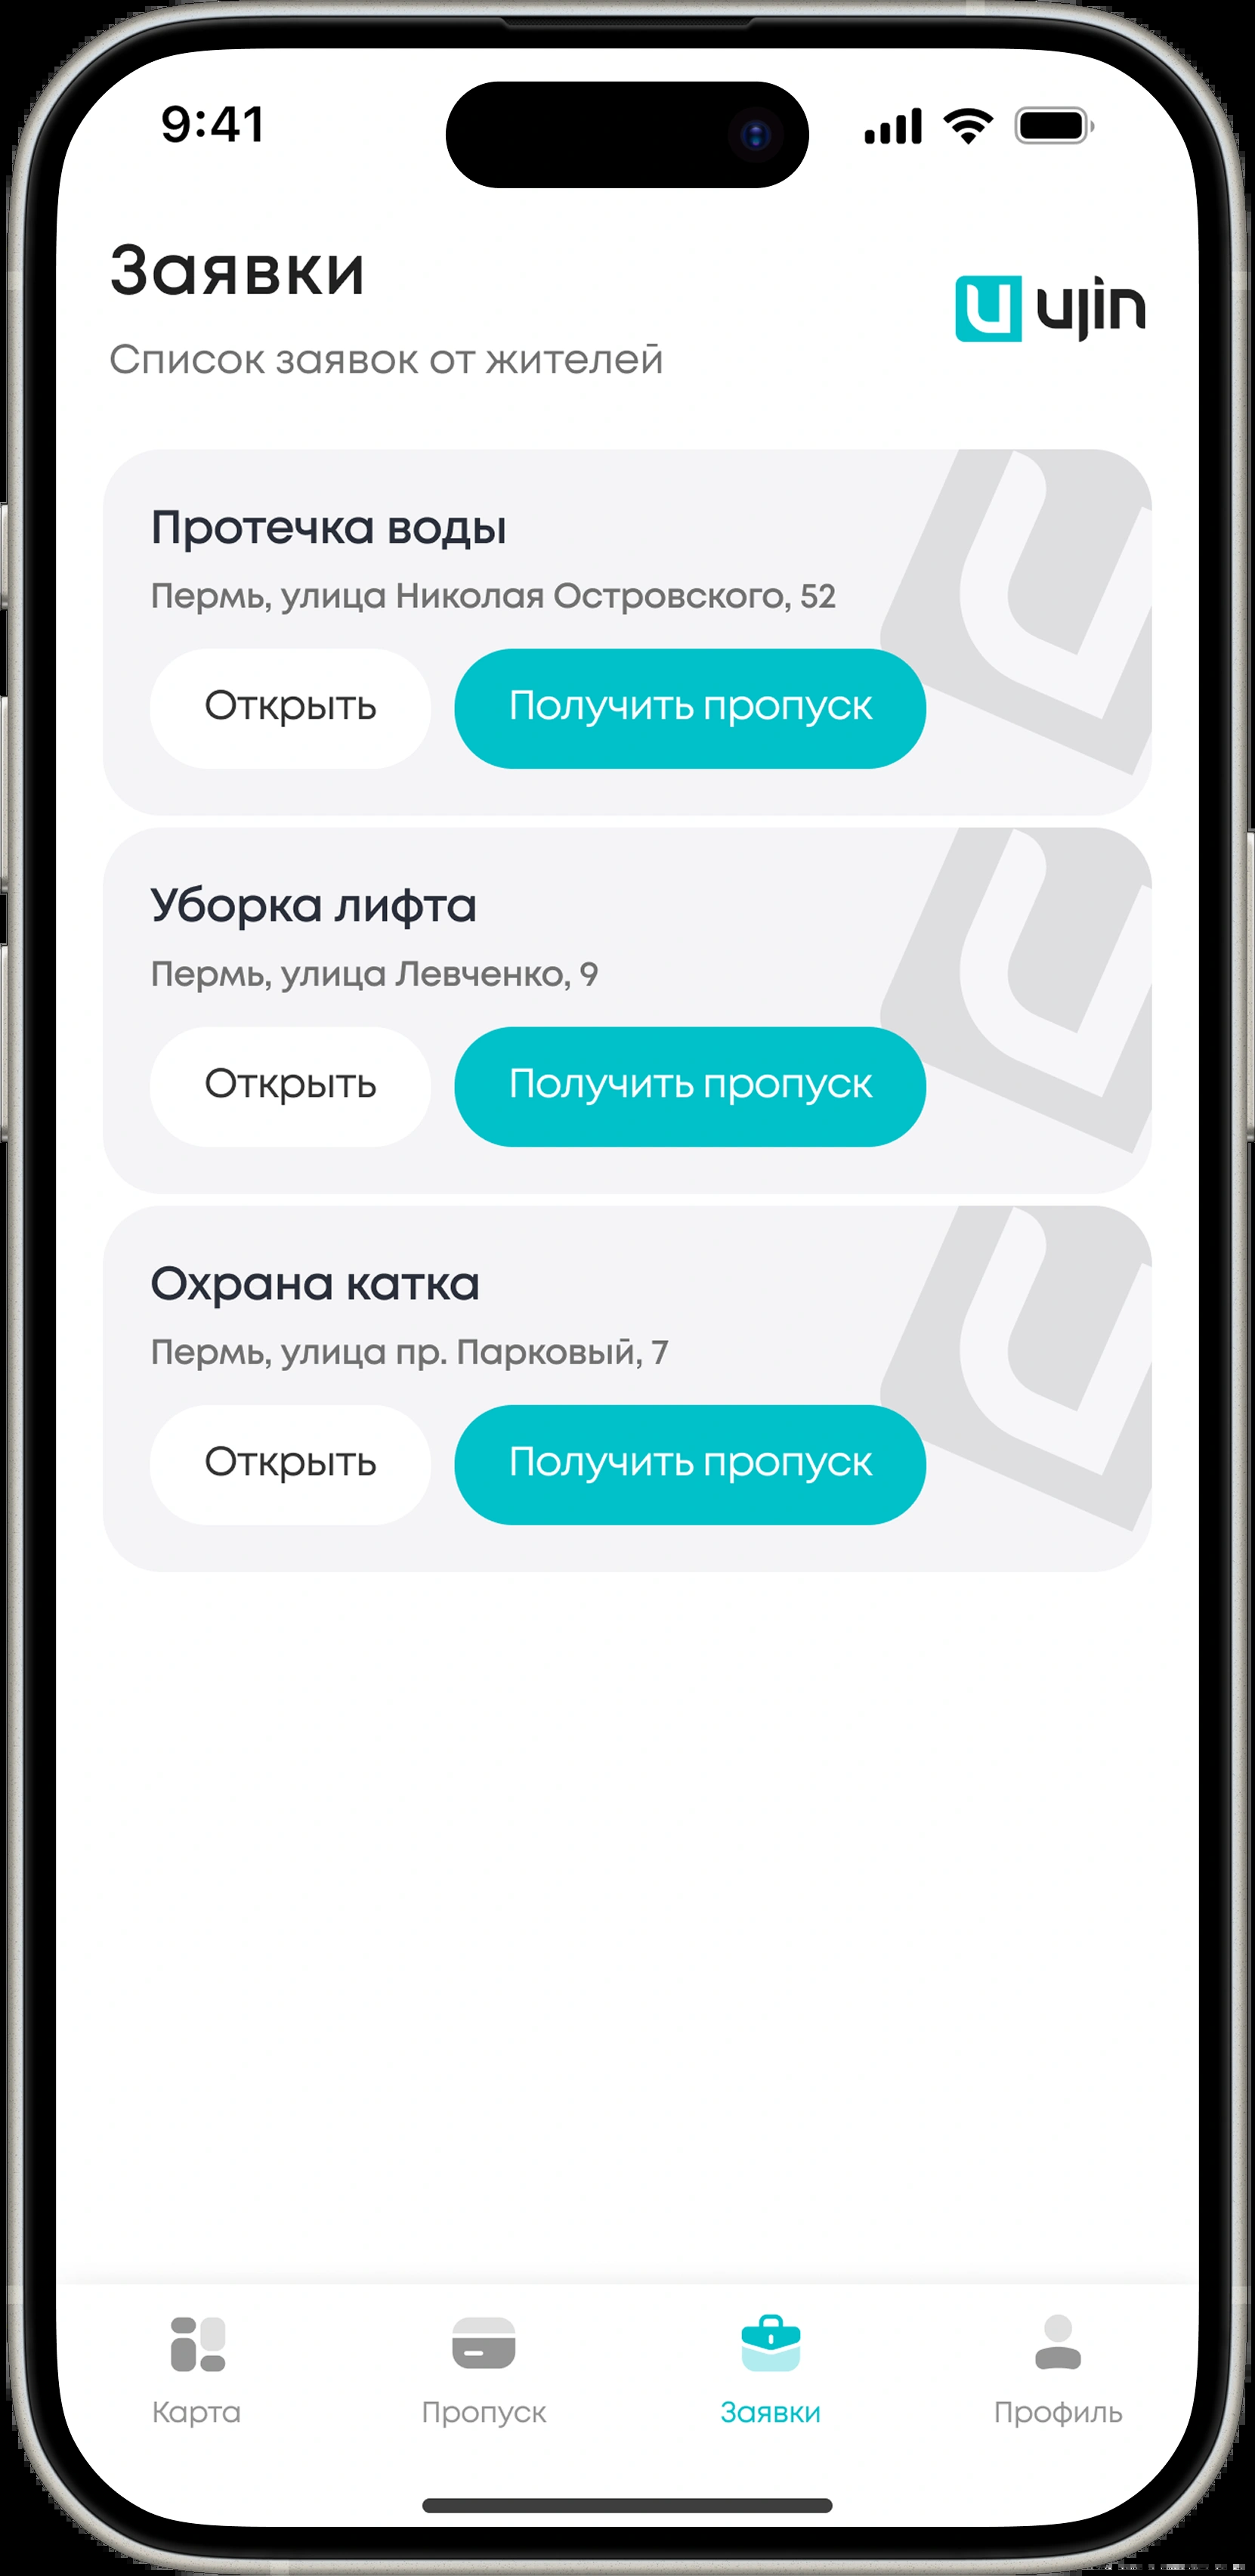 9:41
Заявки
Список заявок от жителей
ujin
Протечка воды
Пермь, улица Николая Островского, 52
Открыть
Получить пропуск
Уборка лифта
Пермь, улица Левченко, 9
Открыть
Получить пропуск
Охрана катка
Пермь, улица пр. Парковый, 7
Открыть
Получить пропуск
Карта
Пропуск
Заявки
Профиль